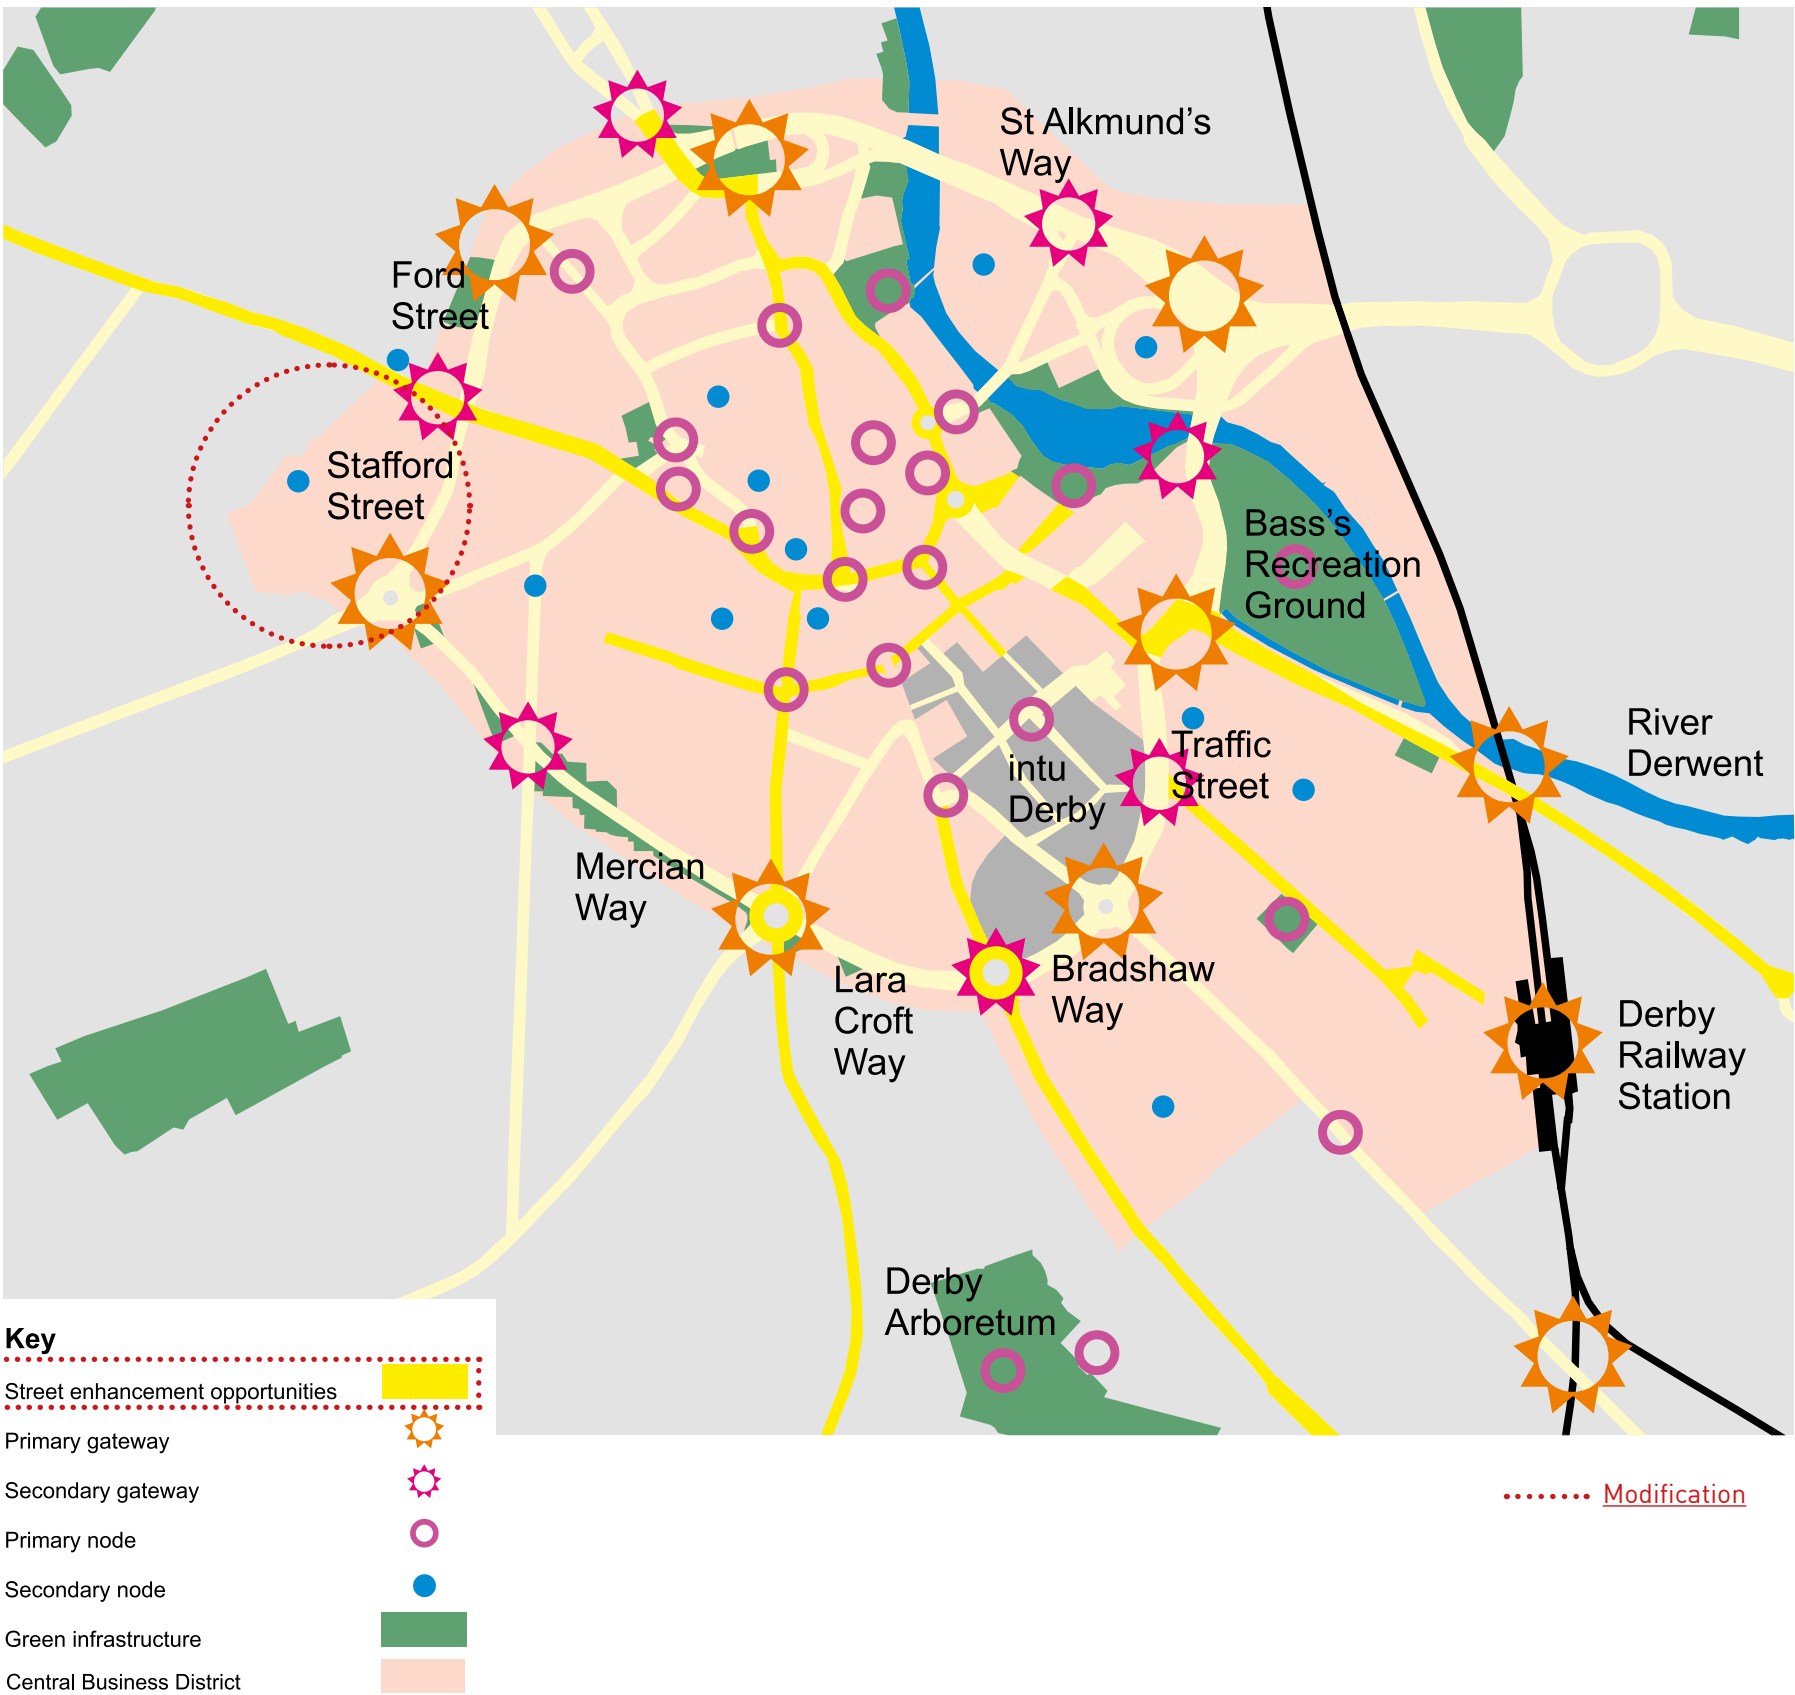 St Alkmund's
Way
Ford
Street
Stafford
Street
Bass's
Recreation
Ground
River
Derwent
Traffic
Street
intu
Derby
Mercian
Way
Lara
Croft
Way
Bradshaw
Way
Derby
Railway
Station
Derby
Arboretum
Key
Street enhancement opportunities
Primary gateway
Secondary gateway
Primary node
Secondary node
Green infrastructure
Central Business District
Modification